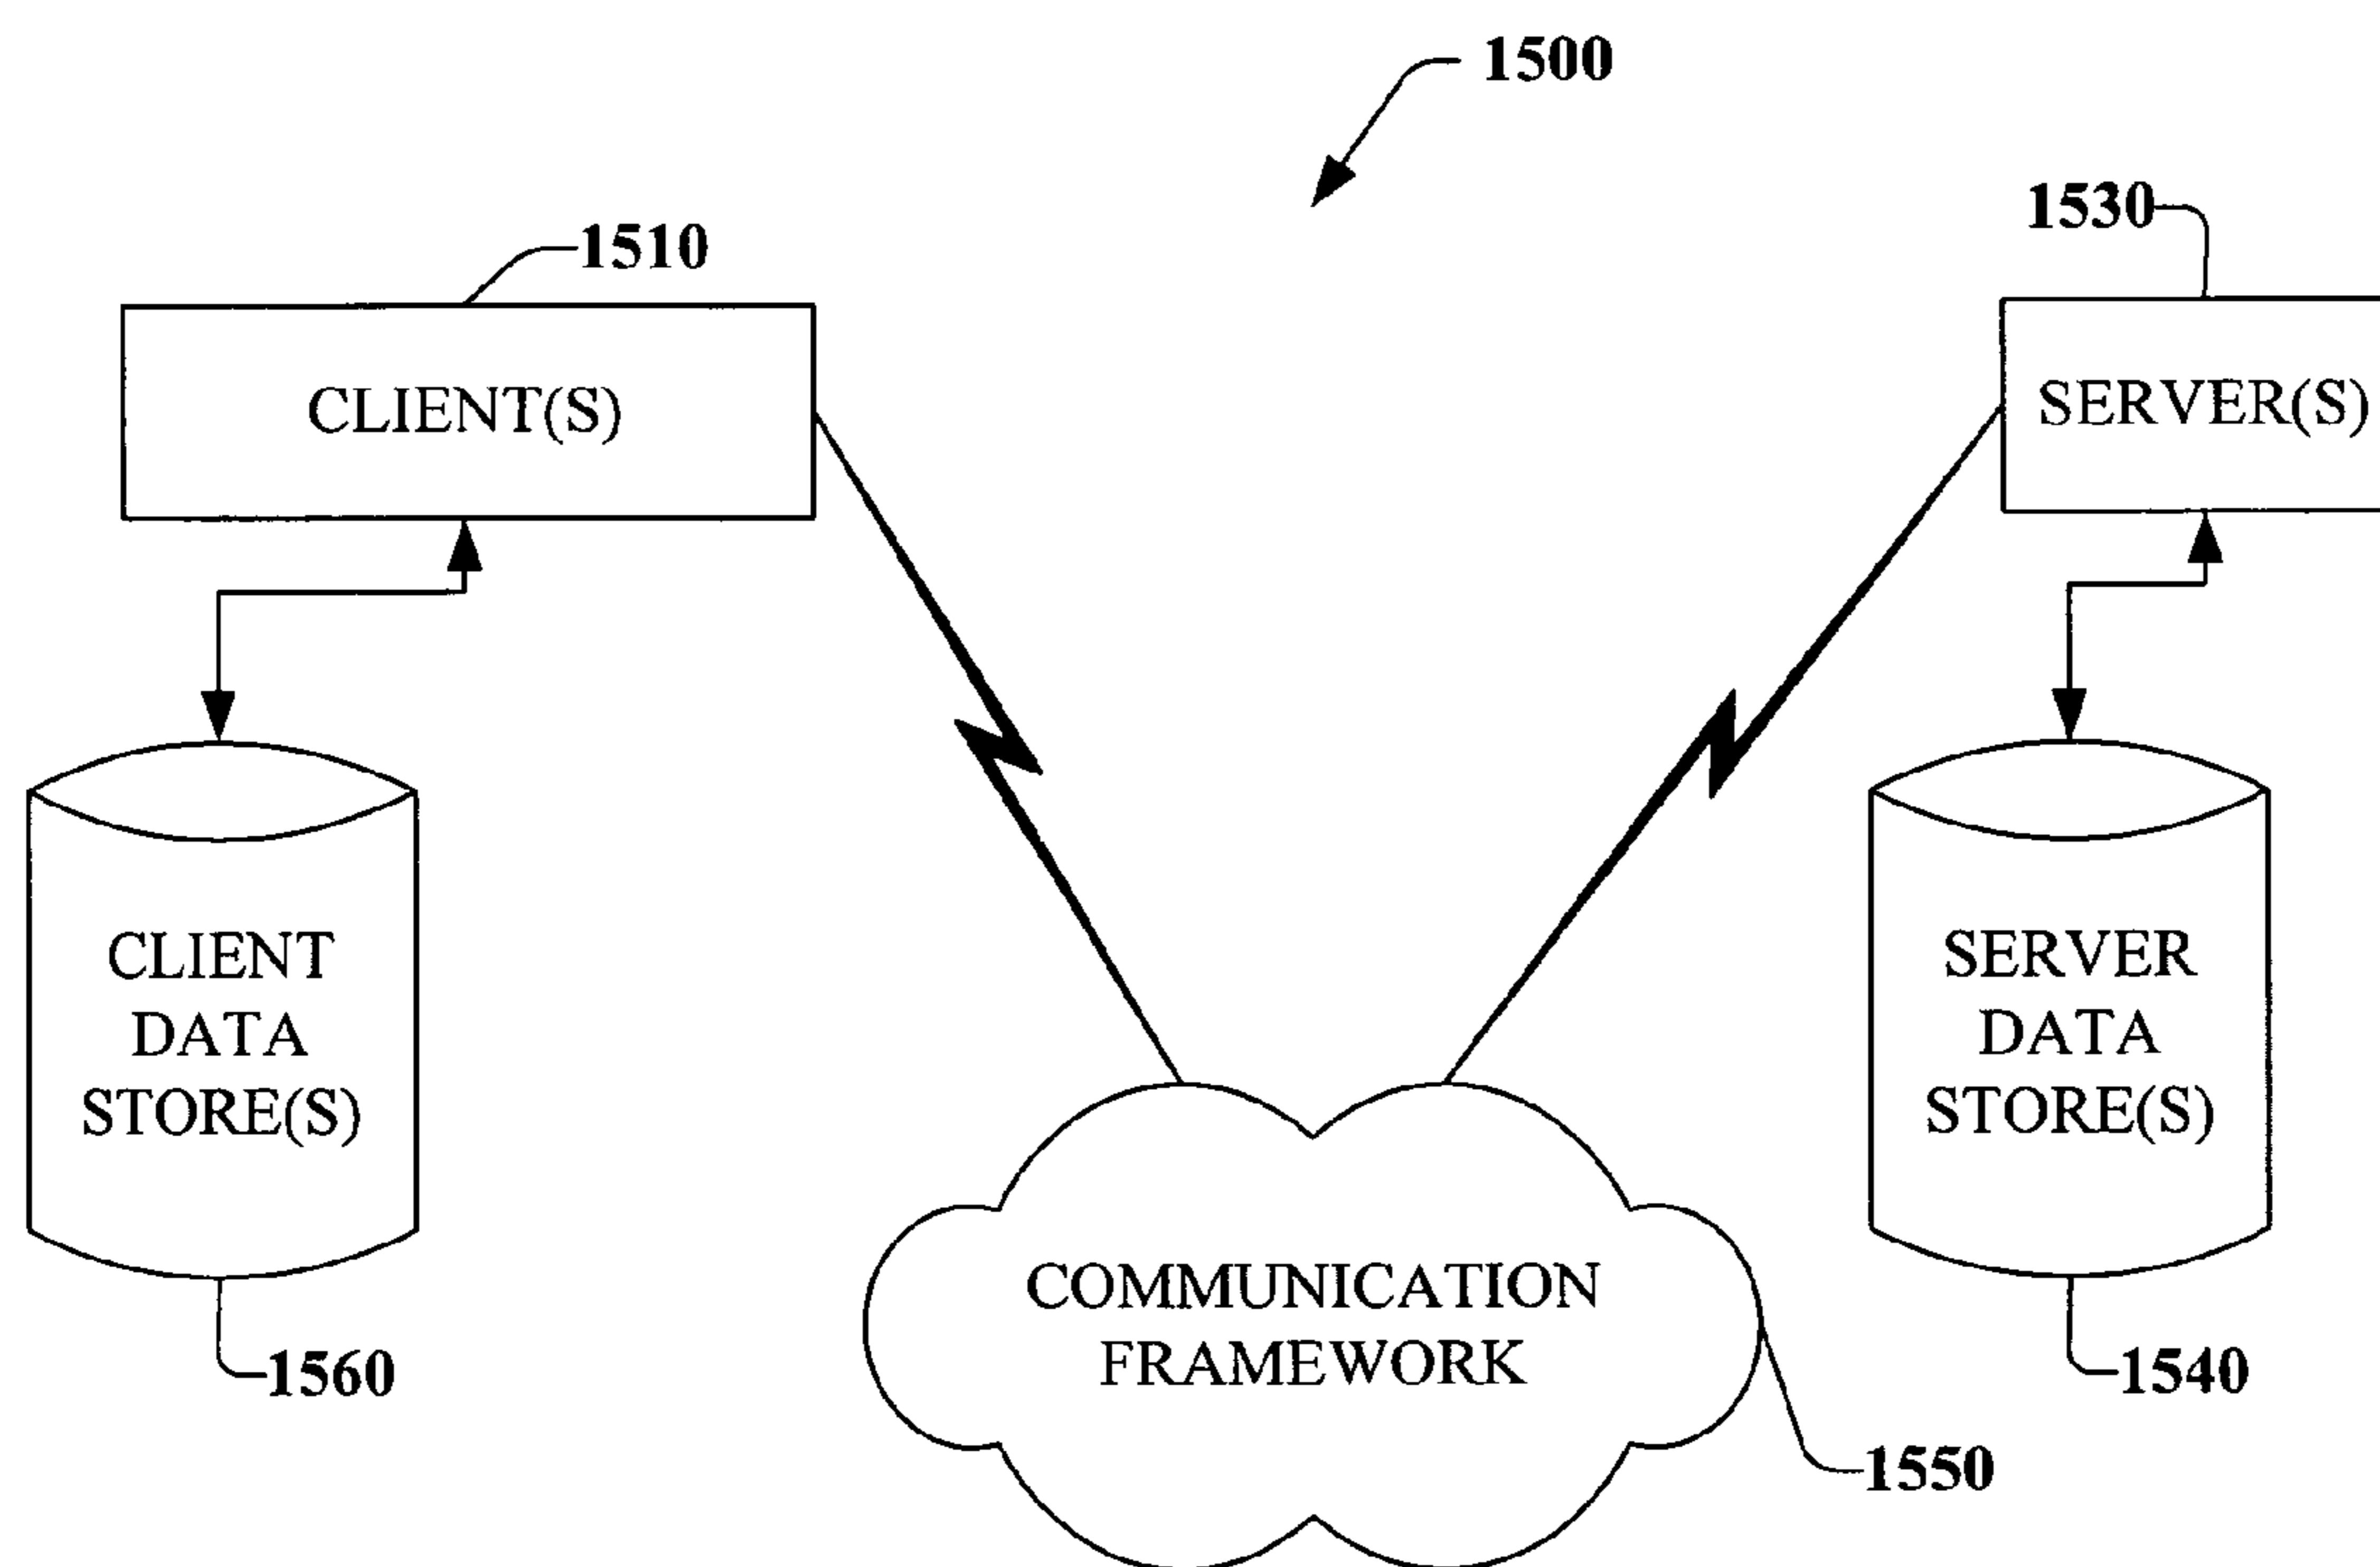 1500
1530
1510
CLIENT(S)
SERVER(S)
CLIENT
DATA
STORE(S)
SERVER
DATA
STORE(S)
COMMUNICATION
FRAMEWORK
1560
1540
1550